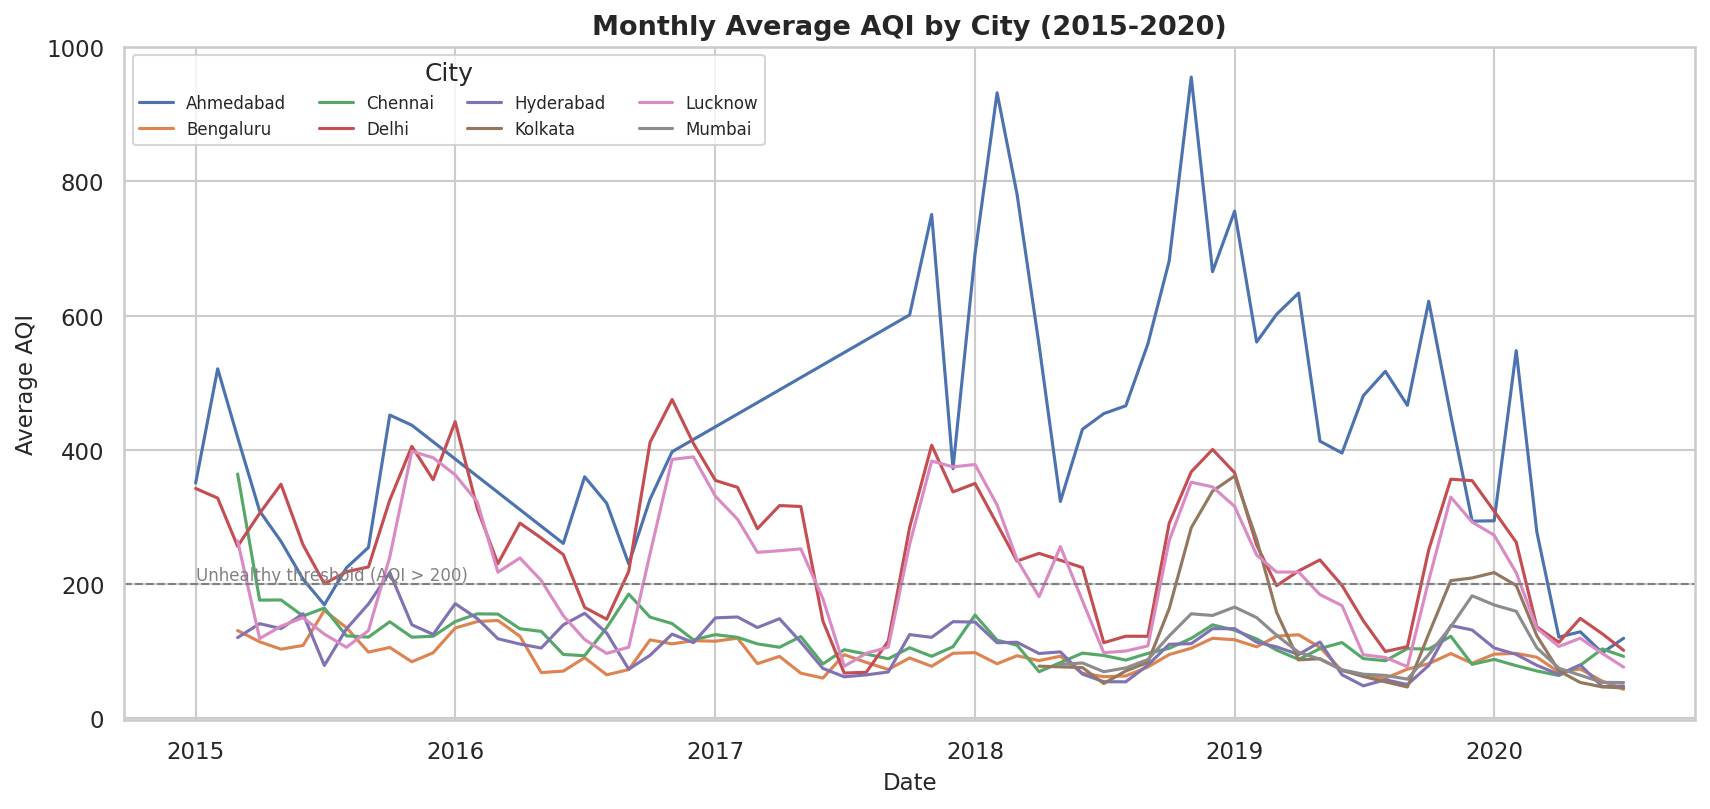 Monthly Average AQI by City (2015-2020)
1000
800
600
400
200
0
Average AQI
City
Ahmedabad Chennai Hyderabad Lucknow
Bengaluru Delhi Kolkata Mumbai
Unhealthy threshold (AQI > 200)
2015 2016 2017 2018 2019 2020
Date